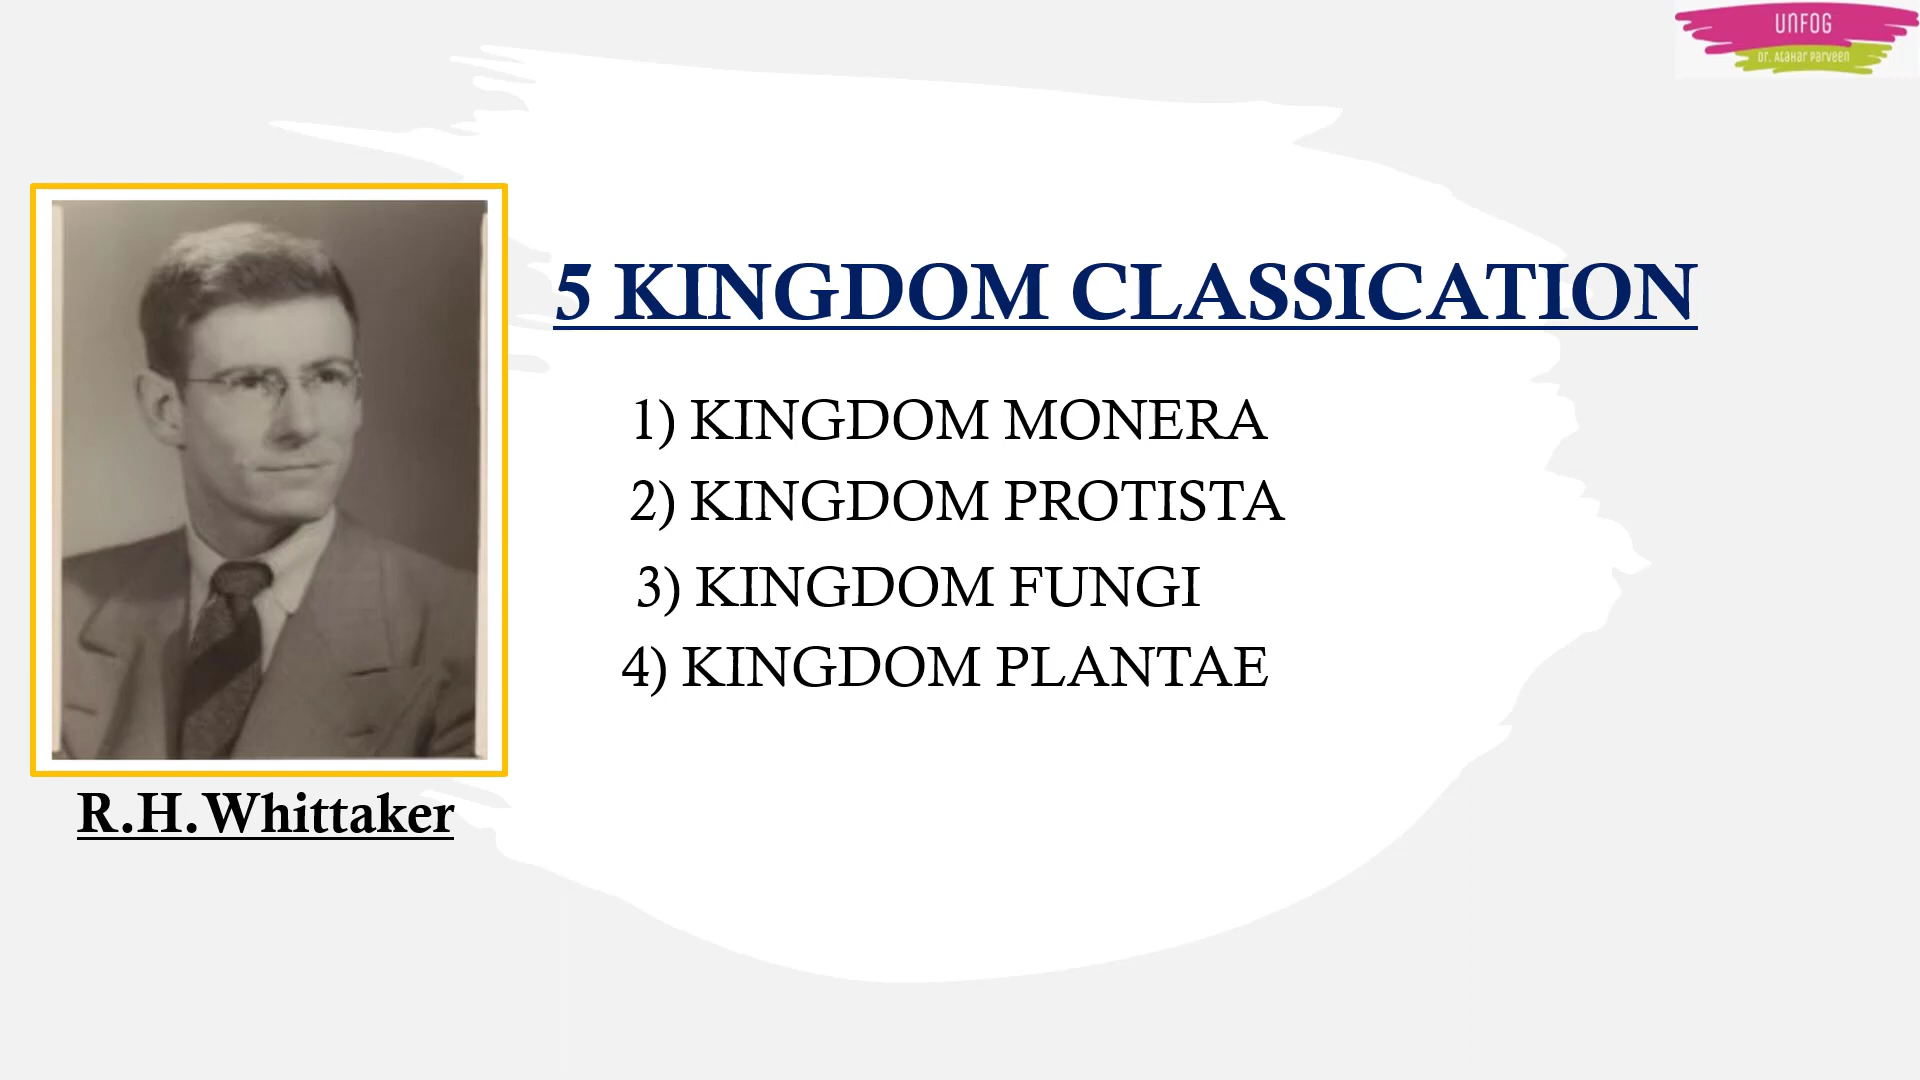 UNFOG
Dr. Atahar Parveen
5 KINGDOM CLASSICATION
1) KINGDOM MONERA
2) KINGDOM PROTISTA
3) KINGDOM FUNGI
4) KINGDOM PLANTAE
R.H.Whittaker